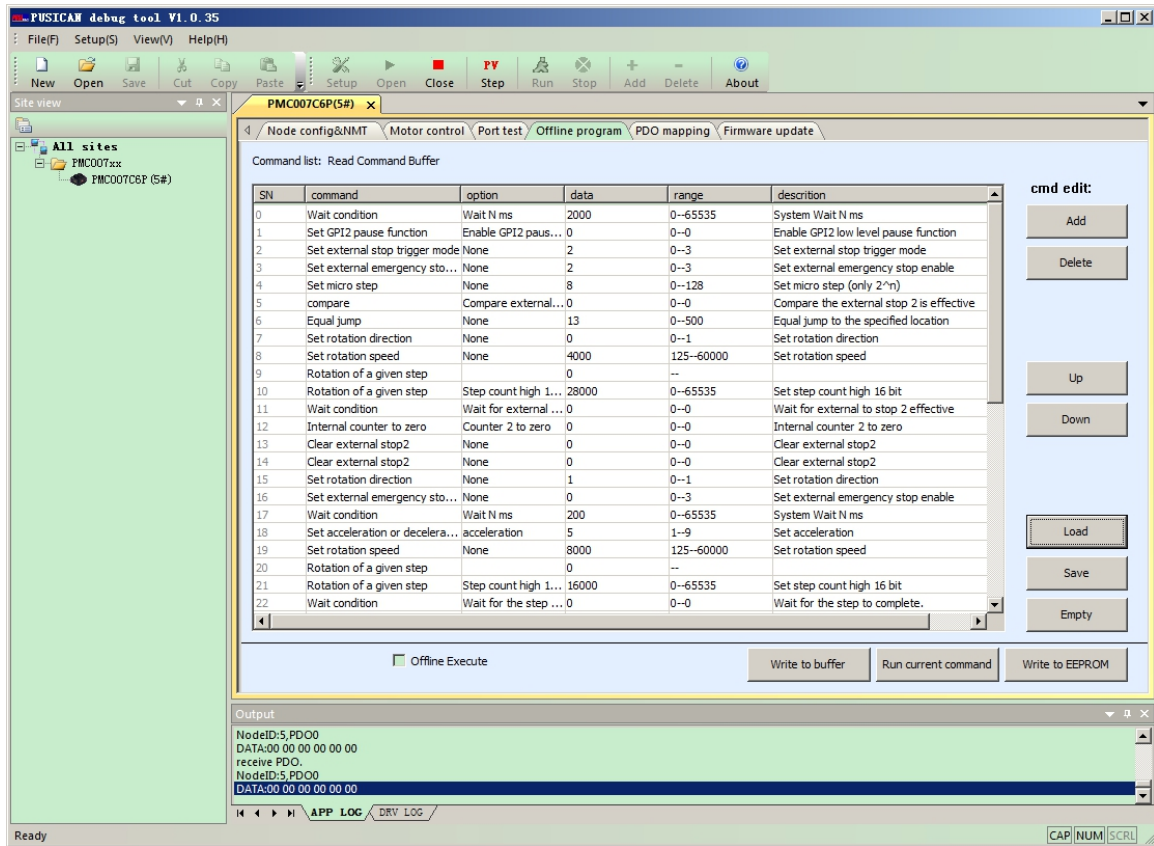 PUSICAN debug tool V1.0.35
File(F) Setup(S) View(V) Help(H)
New Open Save Cut Copy Paste Setup Open Close PV Step Run Stop Add Delete About
Site view
All sites
PMC007xx
PMC007C6P (5#)
PMC007C6P(5#) x
Node config&NMT Motor control Port test Offline program PDO mapping Firmware update
Command list: Read Command Buffer
SN command option data range descrition
0 Wait condition Wait N ms 2000 0--65535 System Wait N ms
1 Set GPI2 pause function Enable GPI2 paus... 0 0--0 Enable GPI2 low level pause function
2 Set external stop trigger mode None 2 0--3 Set external stop trigger mode
3 Set external emergency sto... None 2 0--3 Set external emergency stop enable
4 Set micro step None 8 0--128 Set micro step (only 2^n)
5 compare Compare external... 0 0--0 Compare the external stop 2 is effective
6 Equal jump None 13 0--500 Equal jump to the specified location
7 Set rotation direction None 0 0--1 Set rotation direction
8 Set rotation speed None 4000 125--60000 Set rotation speed
9 Rotation of a given step 0 --
10 Rotation of a given step Step count high 1... 28000 0--65535 Set step count high 16 bit
11 Wait condition Wait for external ... 0 0--0 Wait for external to stop 2 effective
12 Internal counter to zero Counter 2 to zero 0 0--0 Internal counter 2 to zero
13 Clear external stop2 None 0 0--0 Clear external stop2
14 Clear external stop2 None 0 0--0 Clear external stop2
15 Set rotation direction None 1 0--1 Set rotation direction
16 Set external emergency sto... None 0 0--3 Set external emergency stop enable
17 Wait condition Wait N ms 200 0--65535 System Wait N ms
18 Set acceleration or decelera... acceleration 5 1--9 Set acceleration
19 Set rotation speed None 8000 125--60000 Set rotation speed
20 Rotation of a given step 0 --
21 Rotation of a given step Step count high 1... 16000 0--65535 Set step count high 16 bit
22 Wait condition Wait for the step ... 0 0--0 Wait for the step to complete.
cmd edit:
Add
Delete
Up
Down
Load
Save
Empty
Offline Execute Write to buffer Run current command Write to EEPROM
Output
NodeID:5,PDO0
DATA:00 00 00 00 00 00
receive PDO.
NodeID:5,PDO0
DATA:00 00 00 00 00 00
APP LOG DRV LOG
Ready CAP NUM SCRL